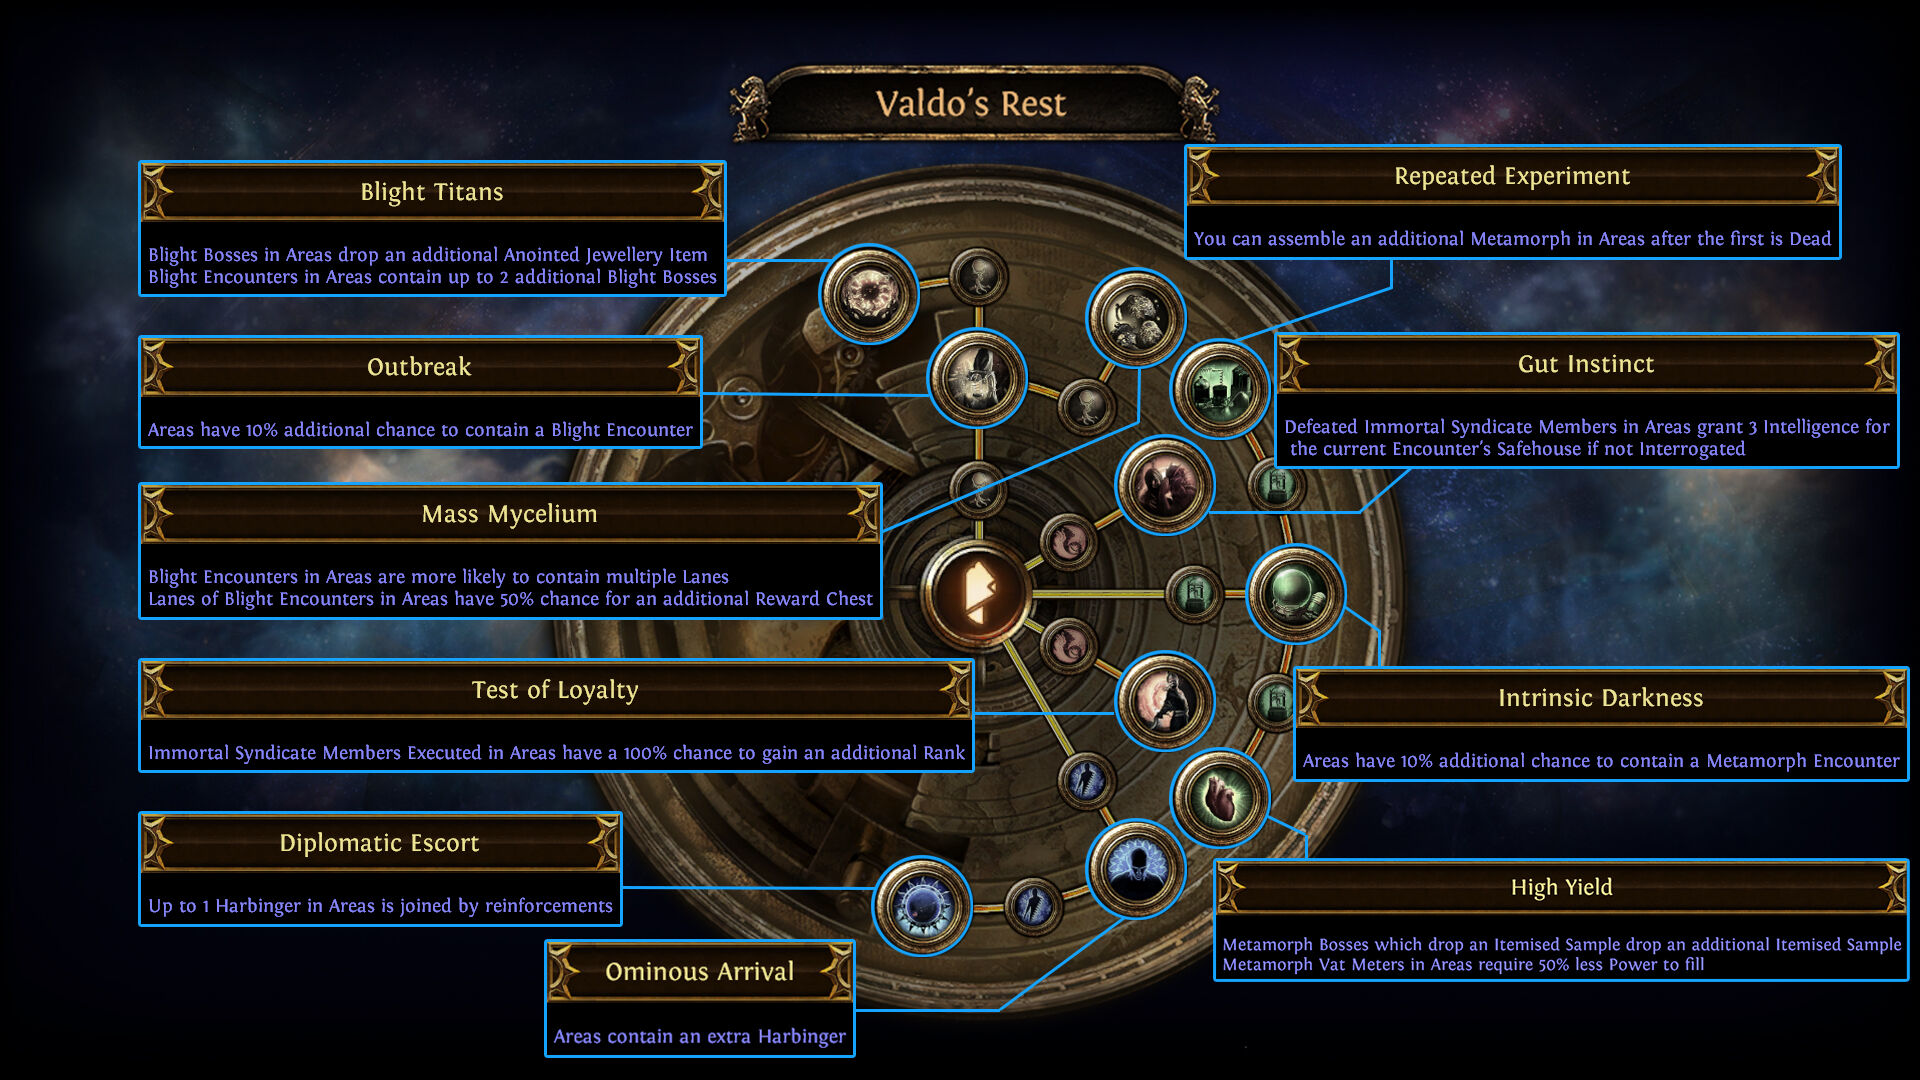 Valdo's Rest
Blight Titans
Blight Bosses in Areas drop an additional Anointed Jewellery Item
Blight Encounters in Areas contain up to 2 additional Blight Bosses
Outbreak
Areas have 10% additional chance to contain a Blight Encounter
Mass Mycelium
Blight Encounters in Areas are more likely to contain multiple Lanes
Lanes of Blight Encounters in Areas have 50% chance for an additional Reward Chest
Test of Loyalty
Immortal Syndicate Members Executed in Areas have a 100% chance to gain an additional Rank
Diplomatic Escort
Up to 1 Harbinger in Areas is joined by reinforcements
Ominous Arrival
Areas contain an extra Harbinger
Repeated Experiment
You can assemble an additional Metamorph in Areas after the first is Dead
Gut Instinct
Defeated Immortal Syndicate Members in Areas grant 3 Intelligence for
the current Encounter's Safehouse if not Interrogated
Intrinsic Darkness
Areas have 10% additional chance to contain a Metamorph Encounter
High Yield
Metamorph Bosses which drop an Itemised Sample drop an additional Itemised Sample
Metamorph Vat Meters in Areas require 50% less Power to fill